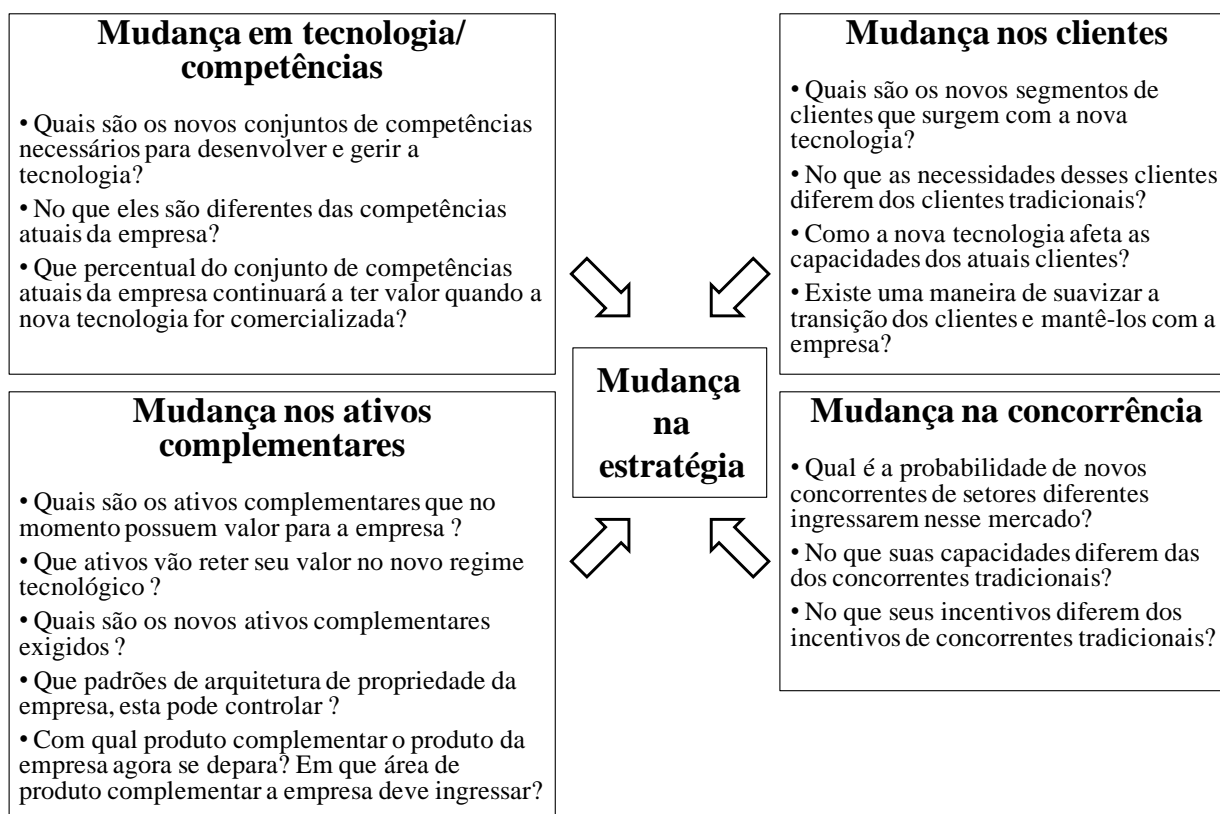 Mudança em tecnologia/
competências
• Quais são os novos conjuntos de competências
necessários para desenvolver e gerir a
tecnologia?
• No que eles são diferentes das competências
atuais da empresa?
• Que percentual do conjunto de competências
atuais da empresa continuará a ter valor quando a
nova tecnologia for comercializada?
Mudança nos clientes
• Quais são os novos segmentos de
clientes que surgem com a nova
tecnologia?
• No que as necessidades desses clientes
diferem dos clientes tradicionais?
• Como a nova tecnologia afeta as
capacidades dos atuais clientes?
• Existe uma maneira de suavizar a
transição dos clientes e mantê-los com a
empresa?
Mudança
na
estratégia
Mudança nos ativos
complementares
• Quais são os ativos complementares que no
momento possuem valor para a empresa ?
• Que ativos vão reter seu valor no novo regime
tecnológico ?
• Quais são os novos ativos complementares
exigidos ?
• Que padrões de arquitetura de propriedade da
empresa, esta pode controlar ?
• Com qual produto complementar o produto da
empresa agora se depara? Em que área de
produto complementar a empresa deve ingressar?
Mudança na concorrência
• Qual é a probabilidade de novos
concorrentes de setores diferentes
ingressarem nesse mercado?
• No que suas capacidades diferem das
dos concorrentes tradicionais?
• No que seus incentivos diferem dos
incentivos de concorrentes tradicionais?